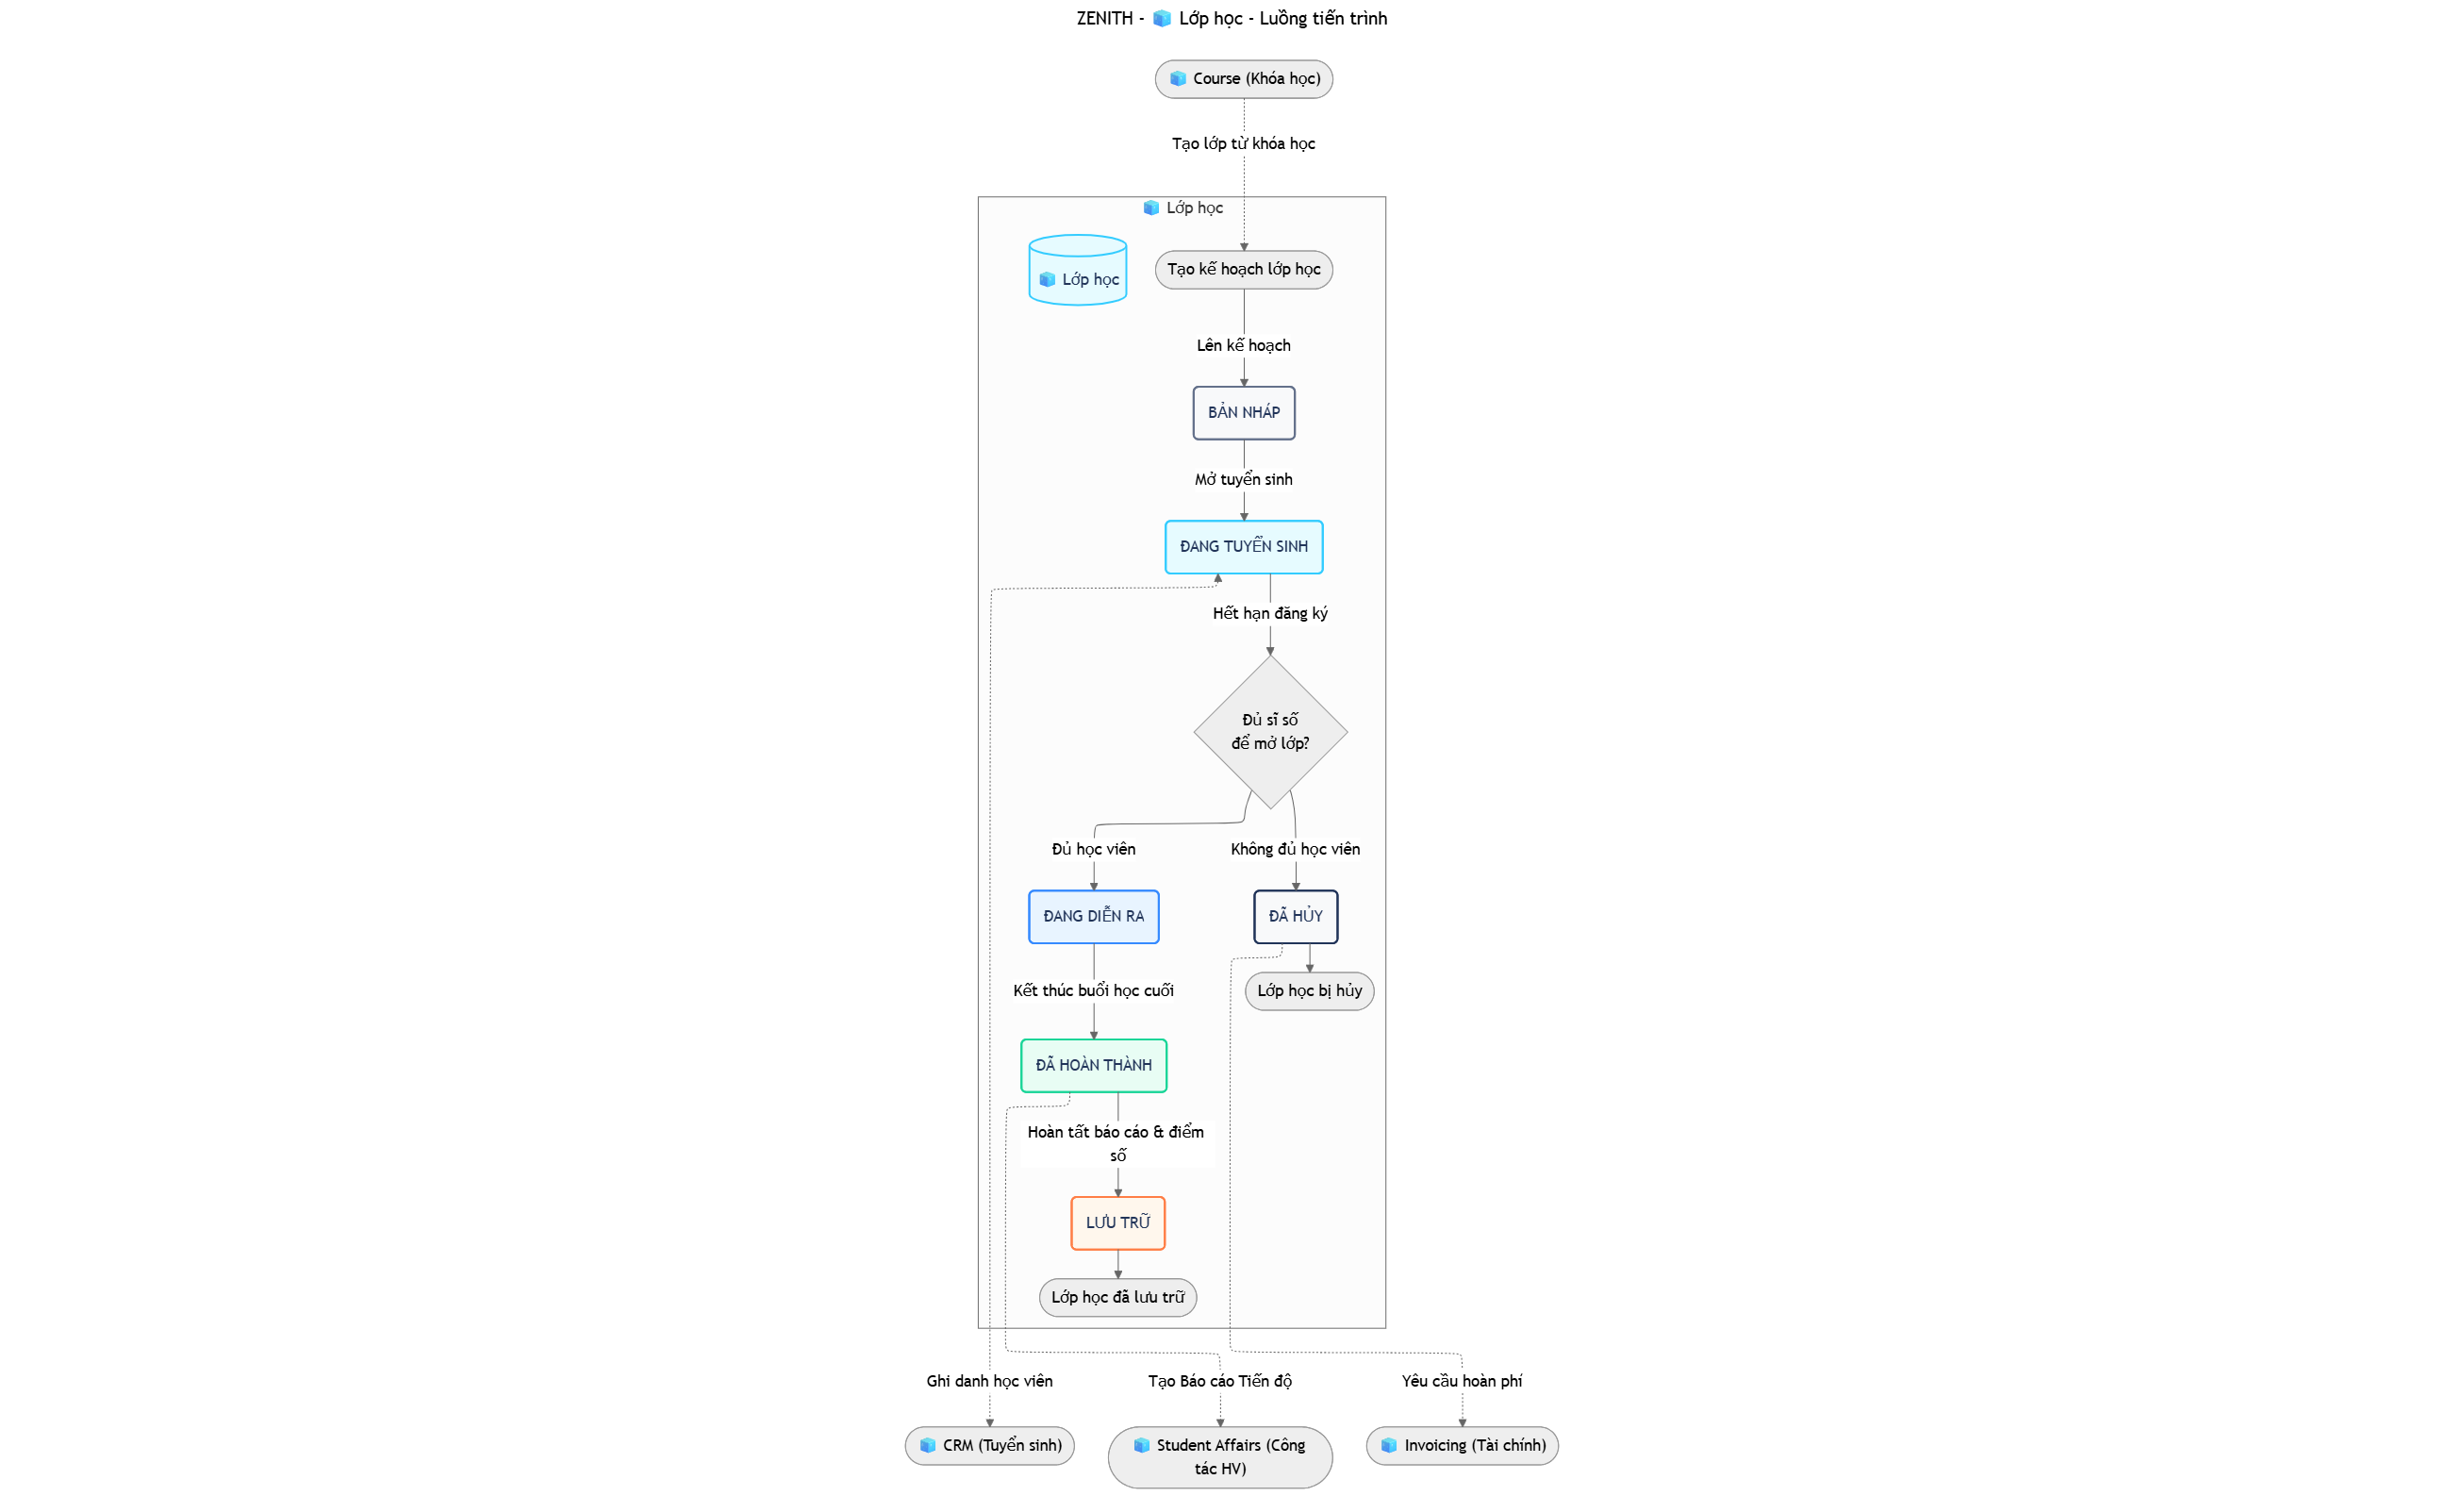 ZENITH - Lớp học - Luồng tiến trình
Course (Khóa học)
Tạo lớp từ khóa học
Lớp học
Lớp học
Tạo kế hoạch lớp học
Lên kế hoạch
BẢN NHÁP
Mở tuyển sinh
ĐANG TUYỂN SINH
Hết hạn đăng ký
Đủ sĩ số
để mở lớp?
Đủ học viên
Không đủ học viên
ĐANG DIỄN RA
ĐÃ HỦY
Kết thúc buổi học cuối
Lớp học bị hủy
ĐÃ HOÀN THÀNH
Hoàn tất báo cáo & điểm
số
LƯU TRỮ
Lớp học đã lưu trữ
Ghi danh học viên
Tạo Báo cáo Tiến độ
Yêu cầu hoàn phí
CRM (Tuyển sinh)
Student Affairs (Công
tác HV)
Invoicing (Tài chính)